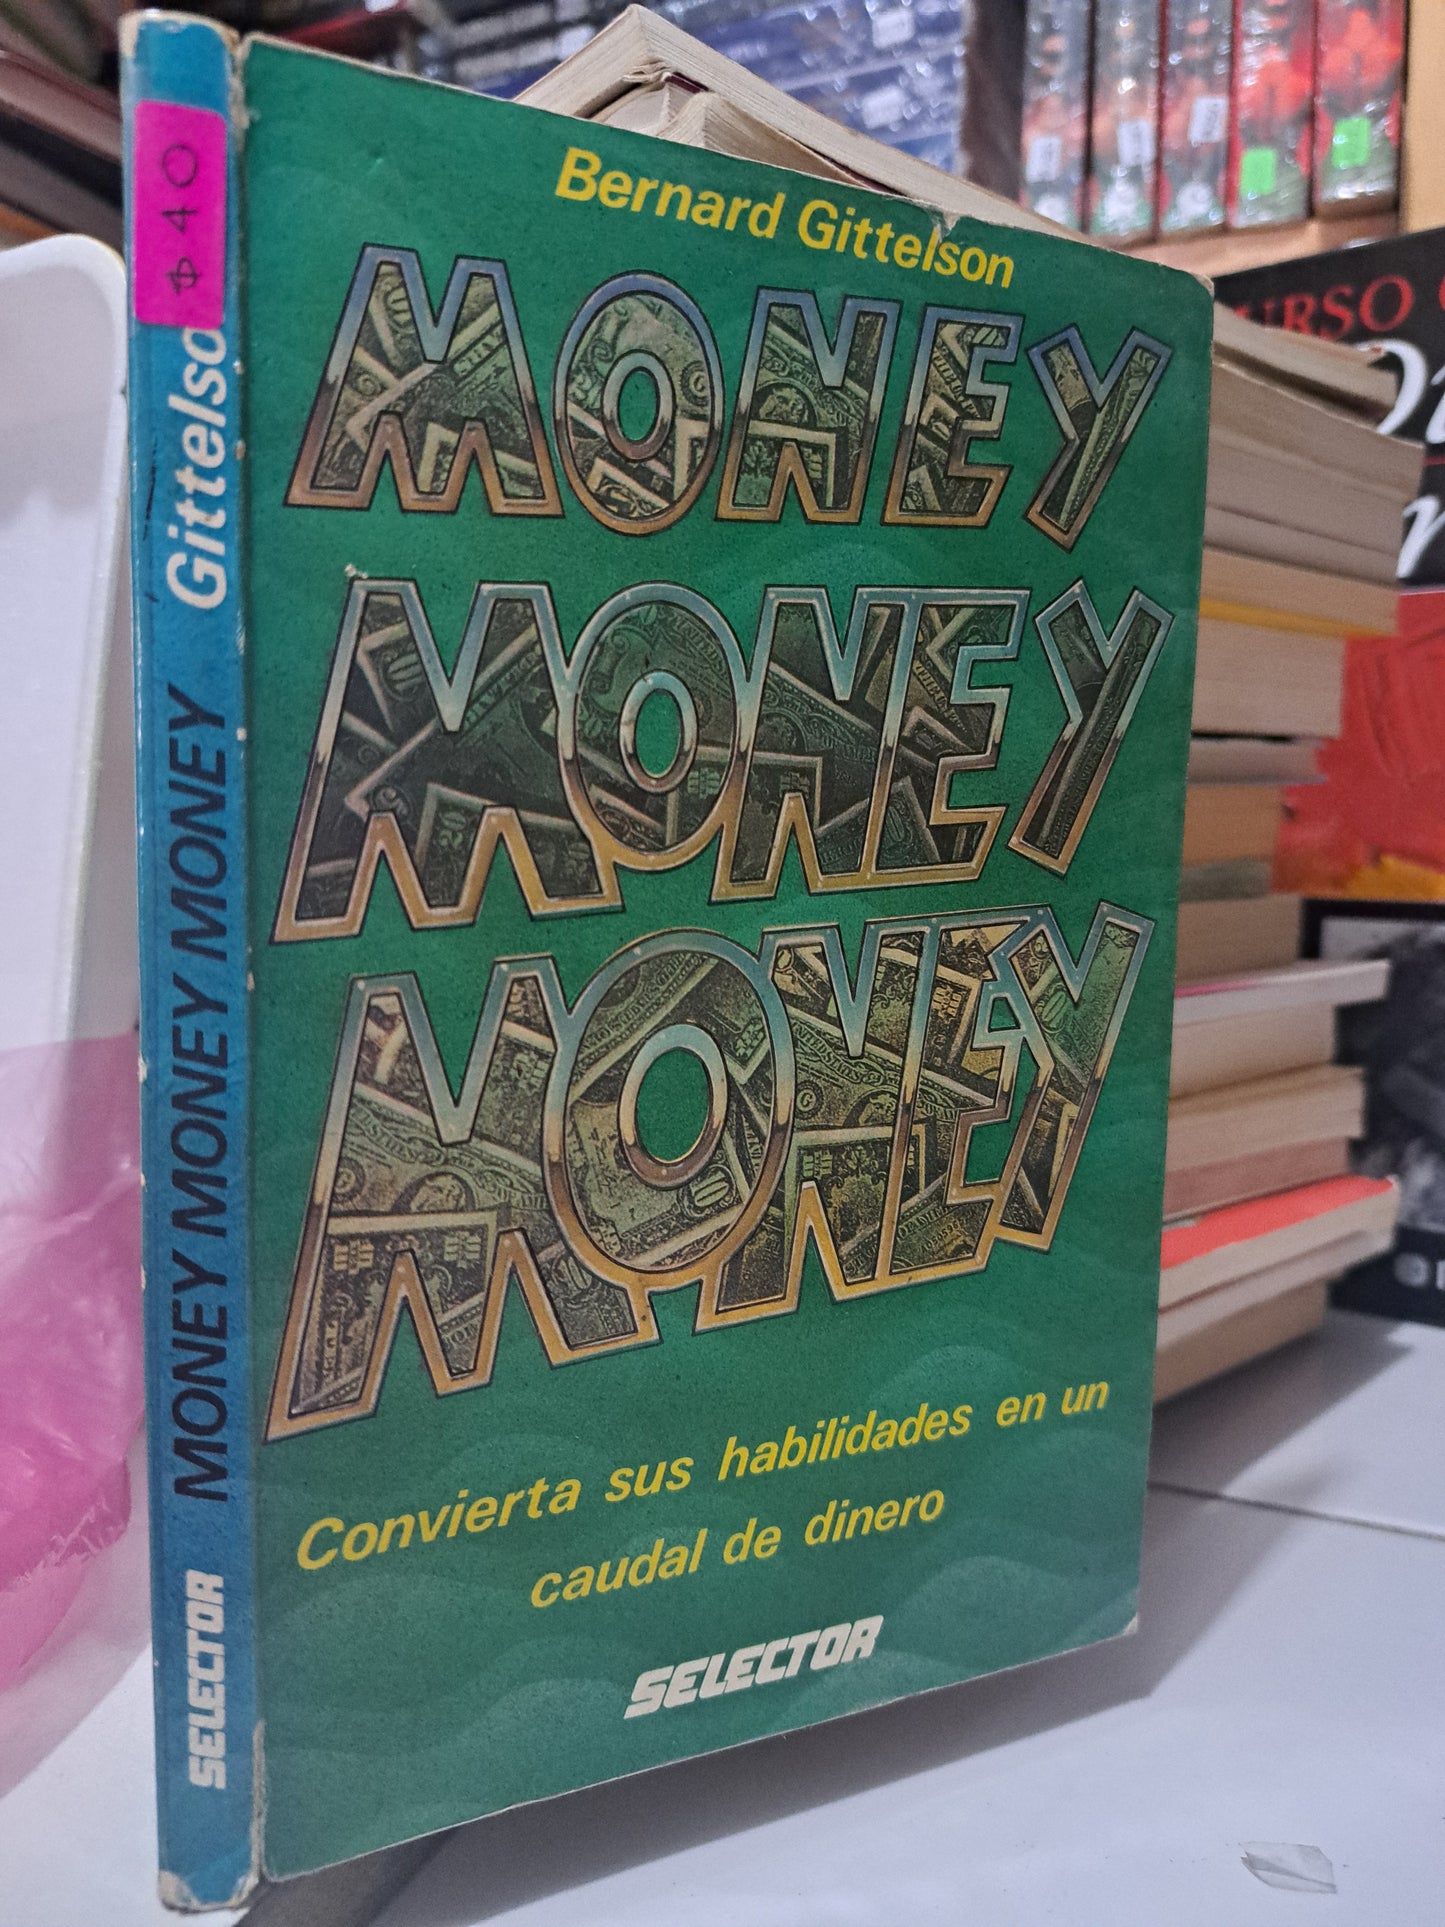 Bernard Gittelson
MONEY
MONEY
MONEY
Convierta sus habilidades en un
caudal de dinero
SELECTOR
$40
Gittelso
MONEY MONEY MONEY
SELECTOR